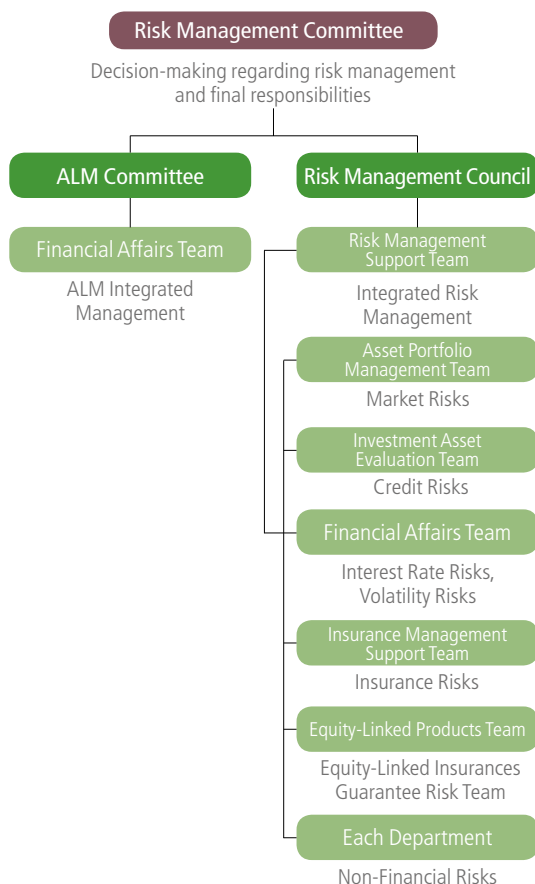 Risk Management Committee
Decision-making regarding risk management
and final responsibilities
ALM Committee
Financial Affairs Team
ALM Integrated
Management
Risk Management Council
Risk Management
Support Team
Integrated Risk
Management
Asset Portfolio
Management Team
Market Risks
Investment Asset
Evaluation Team
Credit Risks
Financial Affairs Team
Interest Rate Risks,
Volatility Risks
Insurance Management
Support Team
Insurance Risks
Equity-Linked Products Team
Equity-Linked Insurances
Guarantee Risk Team
Each Department
Non-Financial Risks